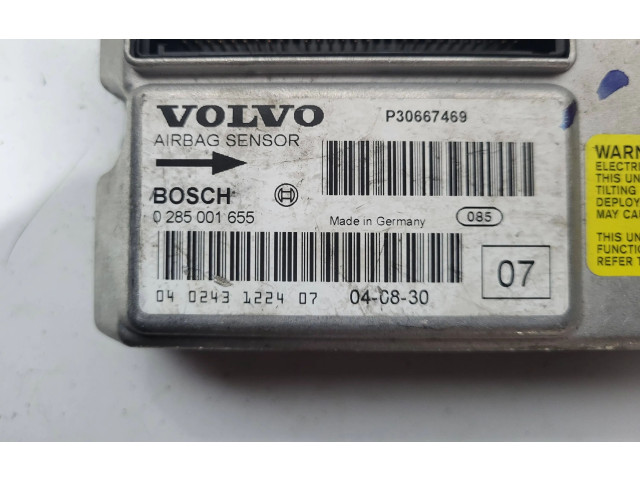 VOLVO
P30667469
AIRBAG SENSOR
BOSCH
0 285 001 655
Made in Germany
085
07
04 0243 1224 07
04-08-30
WARN
ELECTR
THIS UN
TILTING
DEPLOY
MAY CA
THIS UN
FUNCTIO
REFER T